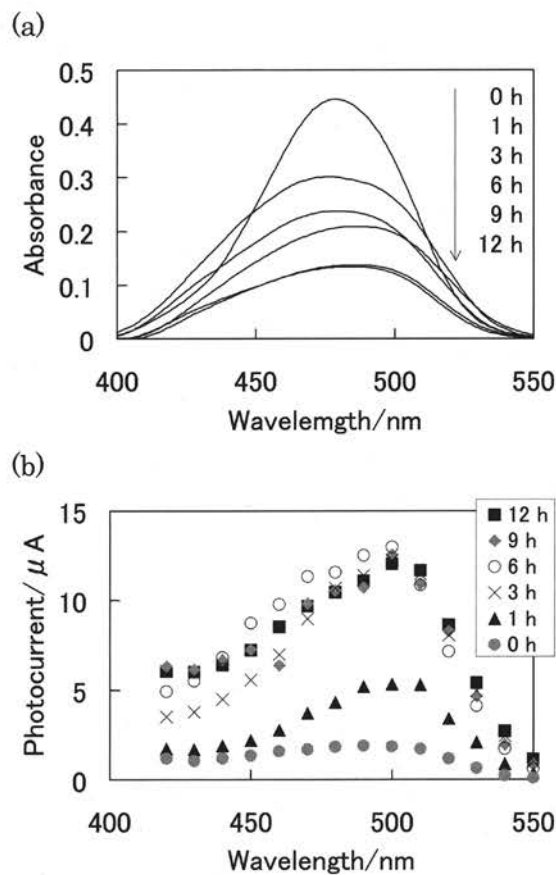 (a)
Absorbance
0.5
0.4
0.3
0.2
0.1
0
0 h
1 h
3 h
6 h
9 h
12 h
400 450 500 550
Wavelemgth/nm
(b)
Photocurrent/μA
15
10
5
0
12 h
9 h
6 h
3 h
1 h
0 h
400 450 500 550
Wavelength/nm